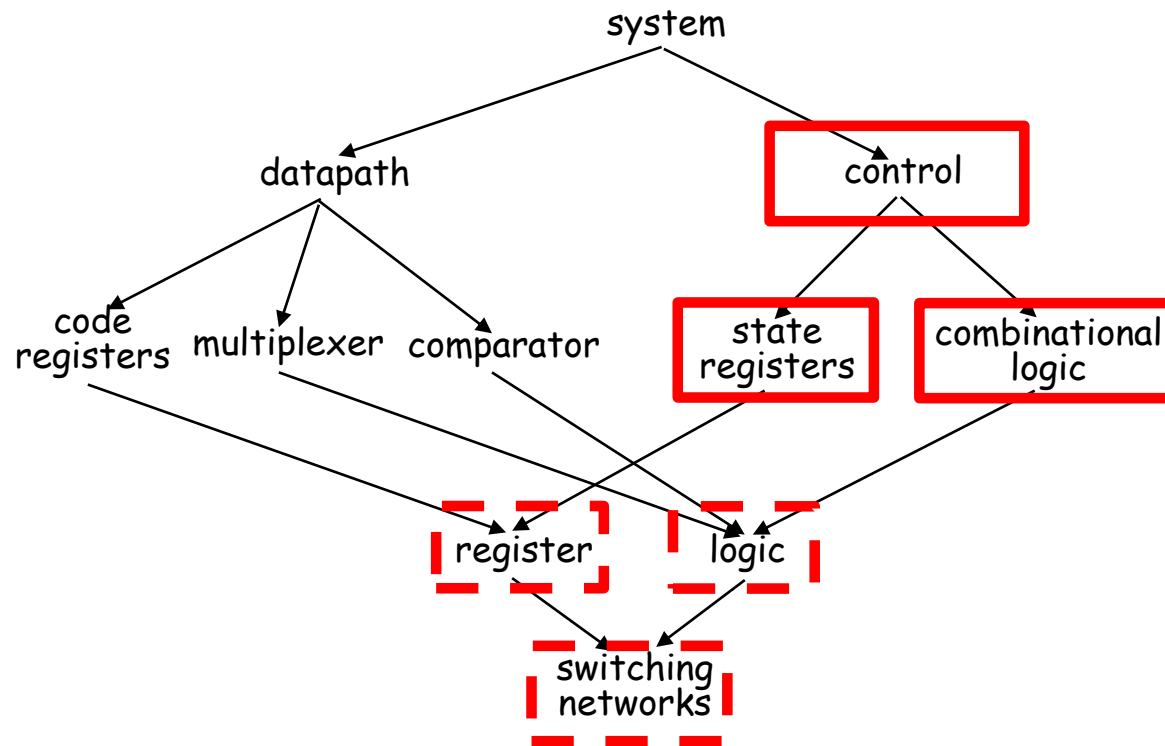 system
datapath
control
code
registers
multiplexer
comparator
state
registers
combinational
logic
register
logic
switching
networks